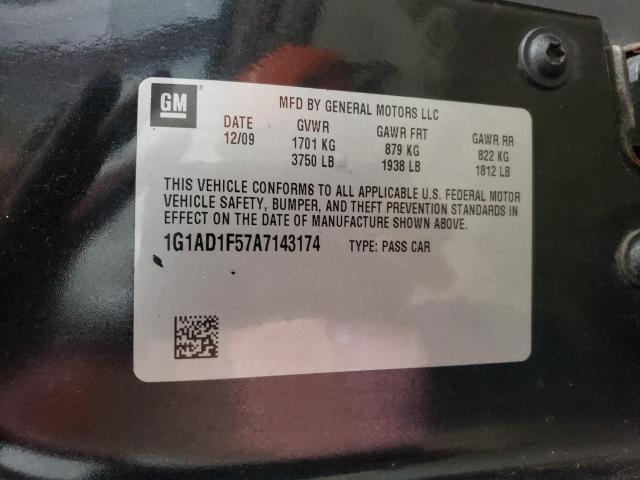 GM
MFD BY GENERAL MOTORS LLC
DATE GVWR GAWR FRT GAWR RR
12/09 1701 KG 879 KG 822 KG
3750 LB 1938 LB 1812 LB
THIS VEHICLE CONFORMS TO ALL APPLICABLE U.S. FEDERAL MOTOR
VEHICLE SAFETY, BUMPER, AND THEFT PREVENTION STANDARDS IN
EFFECT ON THE DATE OF MANUFACTURE SHOWN ABOVE.
1G1AD1F57A7143174 TYPE: PASS CAR